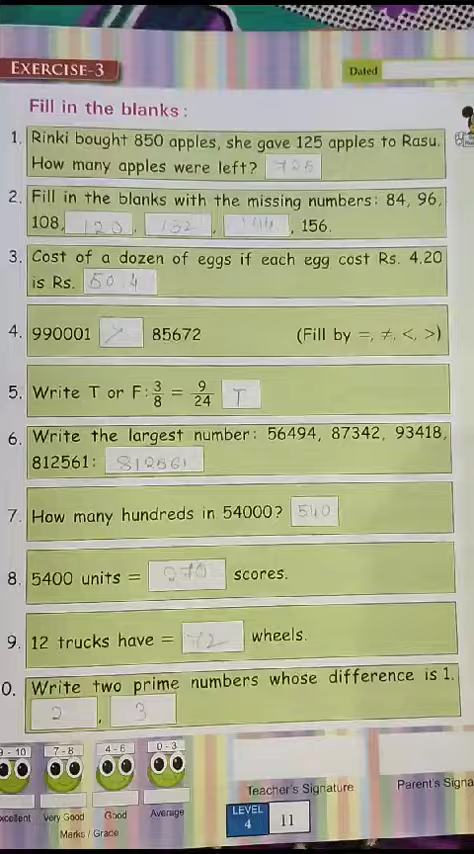 EXERCISE-3
Dated
Fill in the blanks:
1. Rinki bought 850 apples, she gave 125 apples to Rasu.
How many apples were left? 725
2. Fill in the blanks with the missing numbers: 84, 96,
108, 120, 132, 144, 156.
3. Cost of a dozen of eggs if each egg cost Rs. 4.20
is Rs. 50.4
4. 990001 > 85672 (Fill by =, ≠, <, >)
5. Write T or F: 3/8 = 9/24 T
6. Write the largest number: 56494, 87342, 93418,
812561: 812561
7. How many hundreds in 54000? 540
8. 5400 units = 270 scores.
9. 12 trucks have = 72 wheels.
0. Write two prime numbers whose difference is 1.
2, 3
9 - 10 7 - 8 4 - 6 0 - 3
xcellent Very Good Good Average
Marks / Grace
Teacher's Signature Parent's Signa
LEVEL
4 11